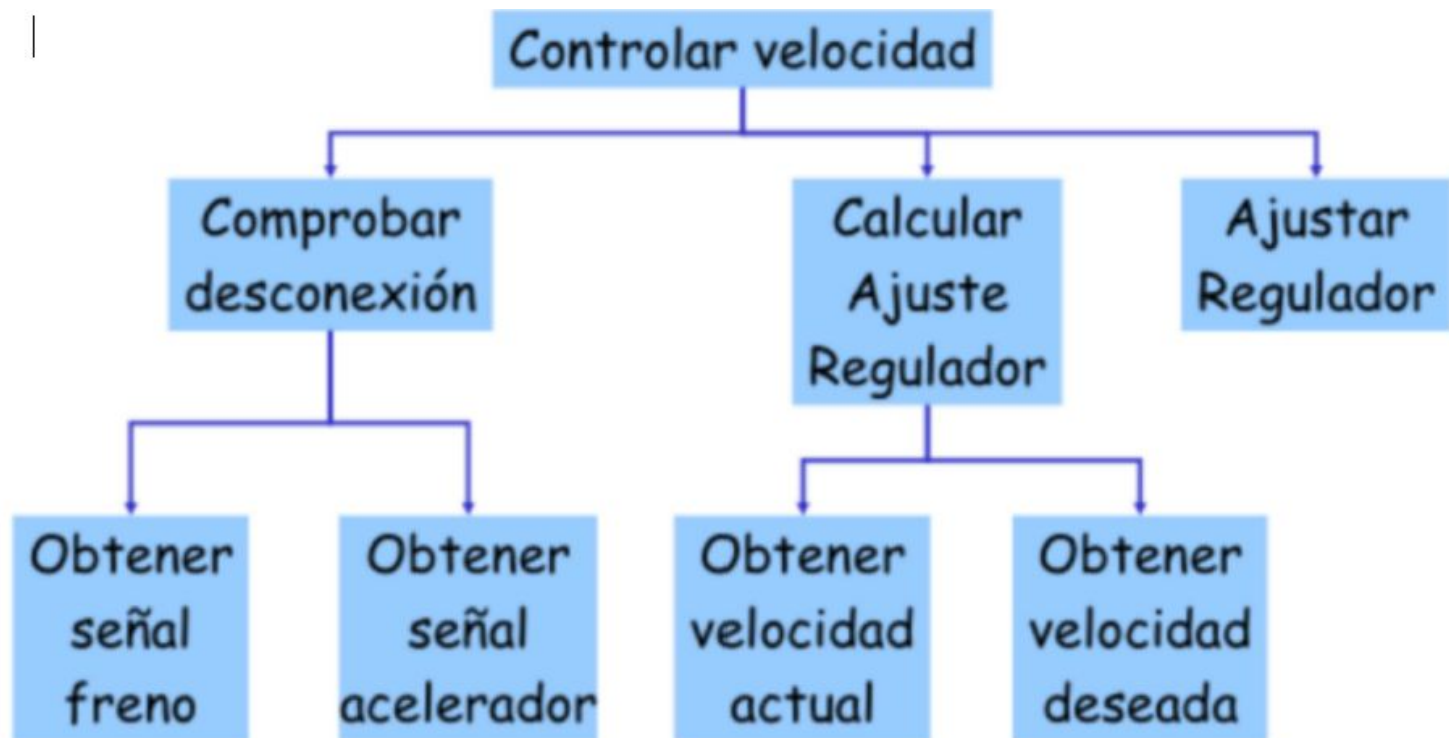 Controlar velocidad
Comprobar
desconexión
Calcular
Ajuste
Regulador
Ajustar
Regulador
Obtener
señal
freno
Obtener
señal
acelerador
Obtener
velocidad
actual
Obtener
velocidad
deseada